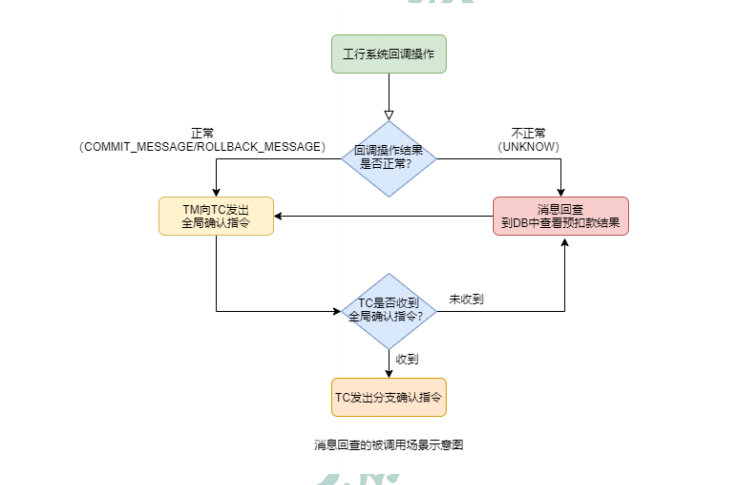 工行系统回调操作
正常
（COMMIT_MESSAGE/ROLLBACK_MESSAGE）
不正常
（UNKNOW）
回调操作结果
是否正常？
TM向TC发出
全局确认指令
消息回查
到DB中查看预扣款结果
TC是否收到
全局确认指令？
未收到
收到
TC发出分支确认指令
消息回查的被调用场景示意图